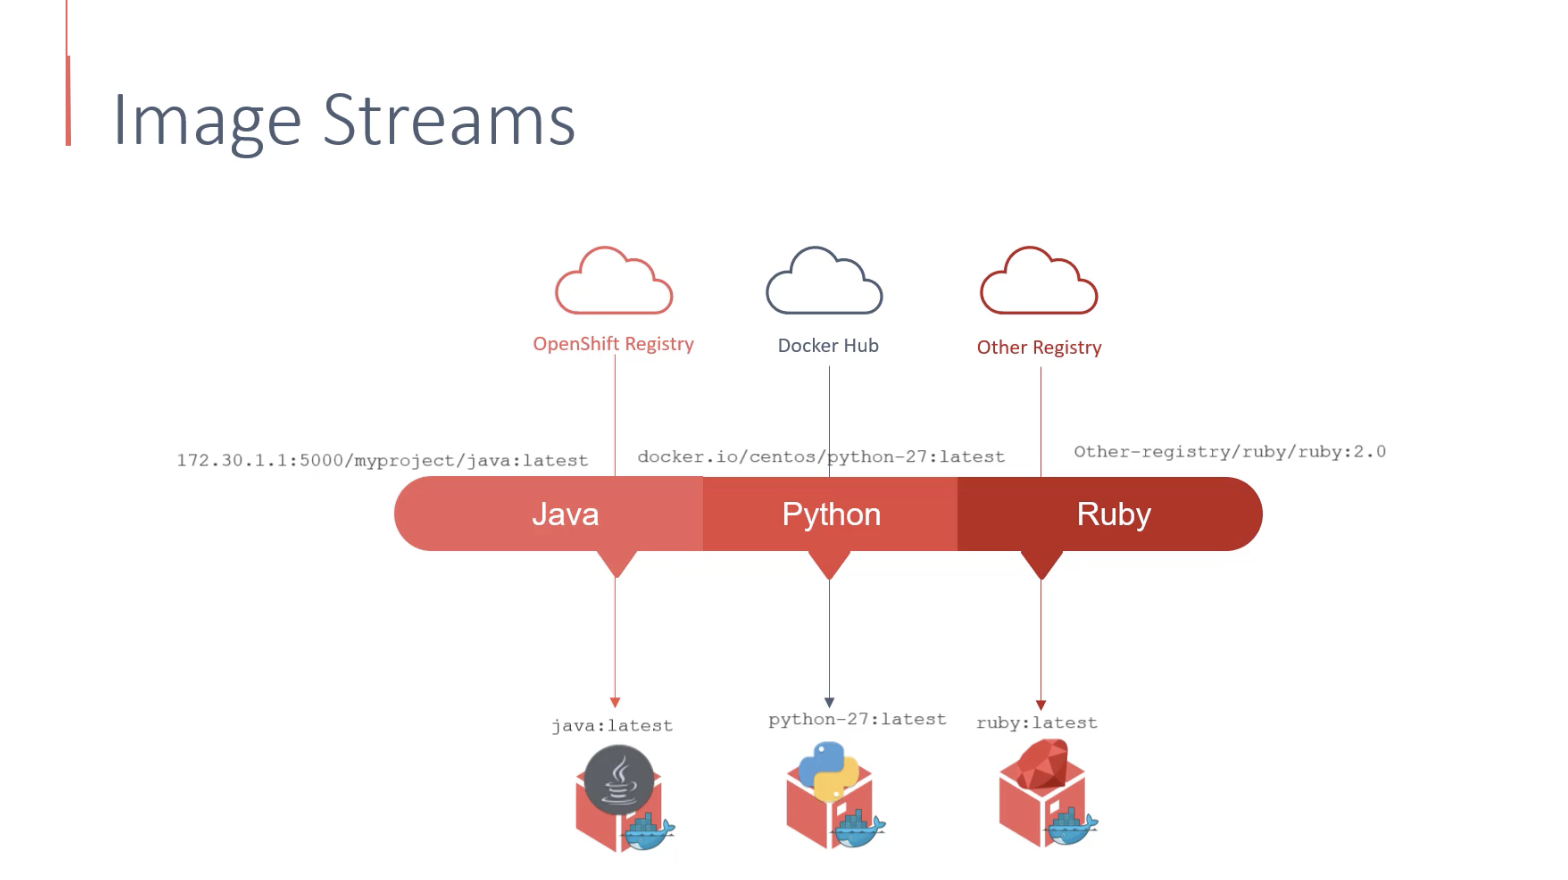 Image Streams
OpenShift Registry
Docker Hub
Other Registry
172.30.1.1:5000/myproject/java:latest
docker.io/centos/python-27:latest
Other-registry/ruby/ruby:2.0
Java
Python
Ruby
java:latest
python-27:latest
ruby:latest